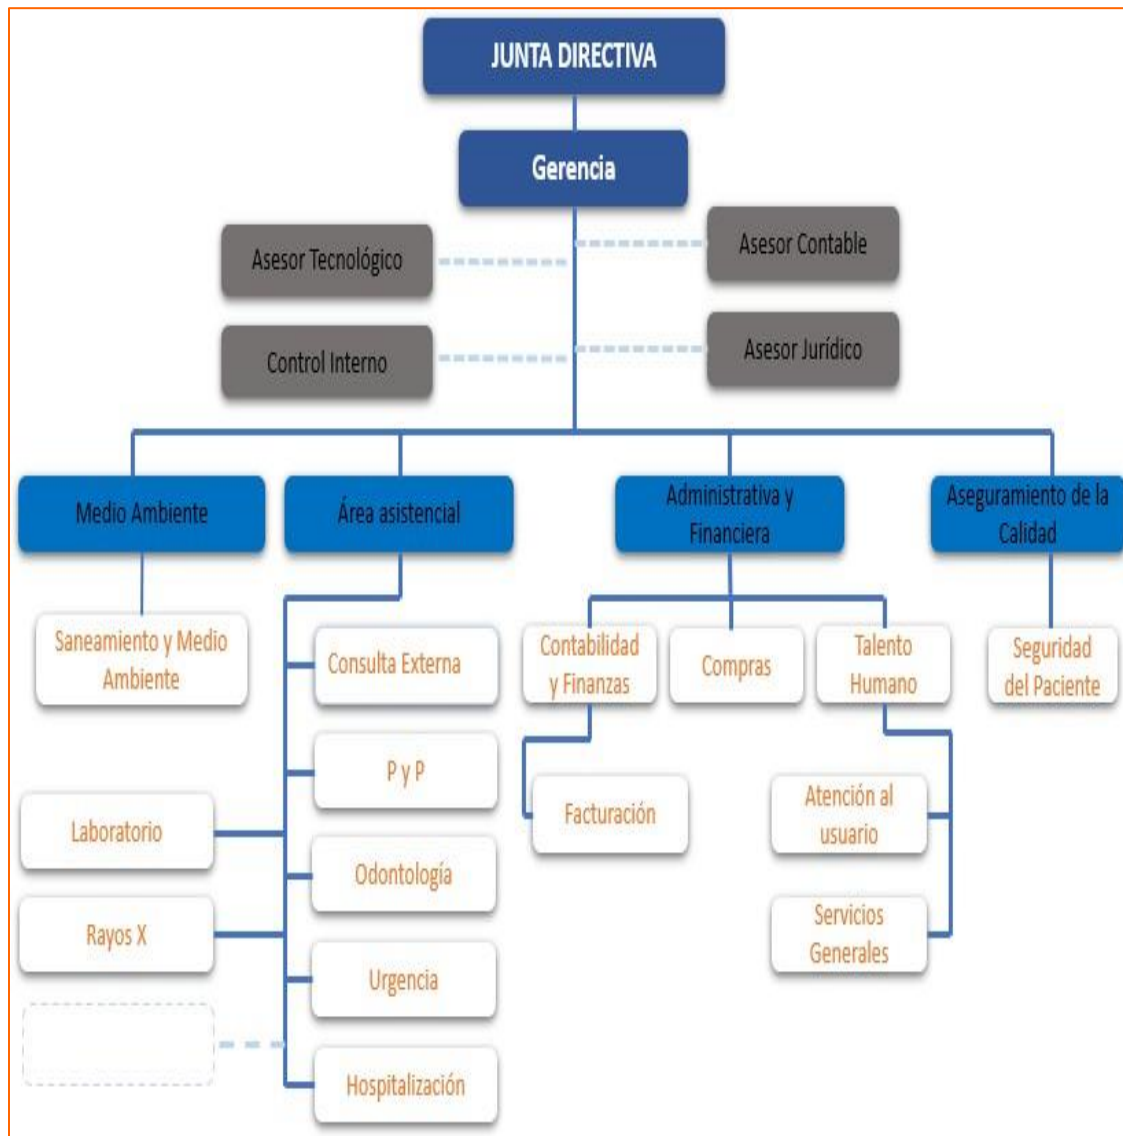 JUNTA DIRECTIVA
Gerencia
Asesor Tecnológico
Asesor Contable
Control Interno
Asesor Jurídico
Medio Ambiente
Área asistencial
Administrativa y
Financiera
Aseguramiento de la
Calidad
Saneamiento y Medio
Ambiente
Consulta Externa
Contabilidad
y Finanzas
Compras
Talento
Humano
Seguridad
del Paciente
P y P
Laboratorio
Facturación
Atención al
usuario
Odontología
Rayos X
Servicios
Generales
Urgencia
Hospitalización